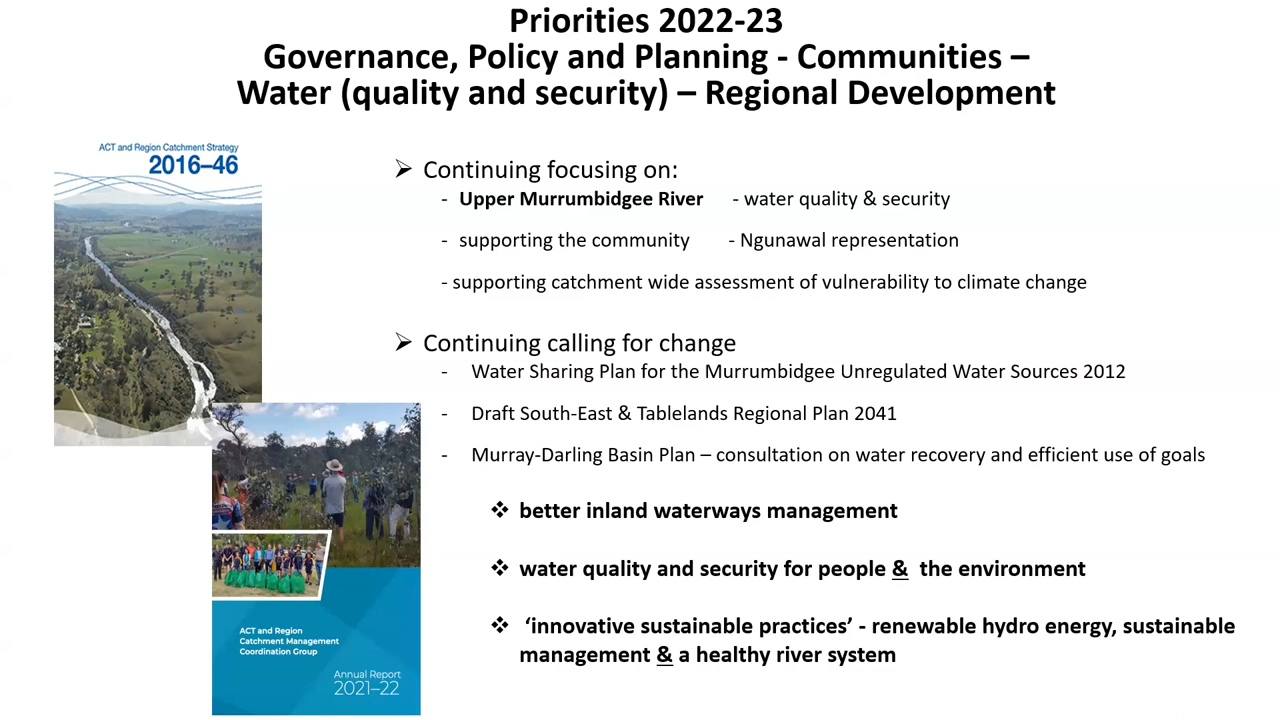 Priorities 2022-23
Governance, Policy and Planning - Communities –
Water (quality and security) – Regional Development
ACT and Region Catchment Strategy
2016–46
➢ Continuing focusing on:
- Upper Murrumbidgee River - water quality & security
- supporting the community - Ngunawal representation
- supporting catchment wide assessment of vulnerability to climate change
➢ Continuing calling for change
- Water Sharing Plan for the Murrumbidgee Unregulated Water Sources 2012
- Draft South-East & Tablelands Regional Plan 2041
- Murray-Darling Basin Plan – consultation on water recovery and efficient use of goals
❖ better inland waterways management
❖ water quality and security for people & the environment
❖ ‘innovative sustainable practices’ - renewable hydro energy, sustainable
management & a healthy river system
ACT and Region
Catchment Management
Coordination Group
Annual Report
2021–22